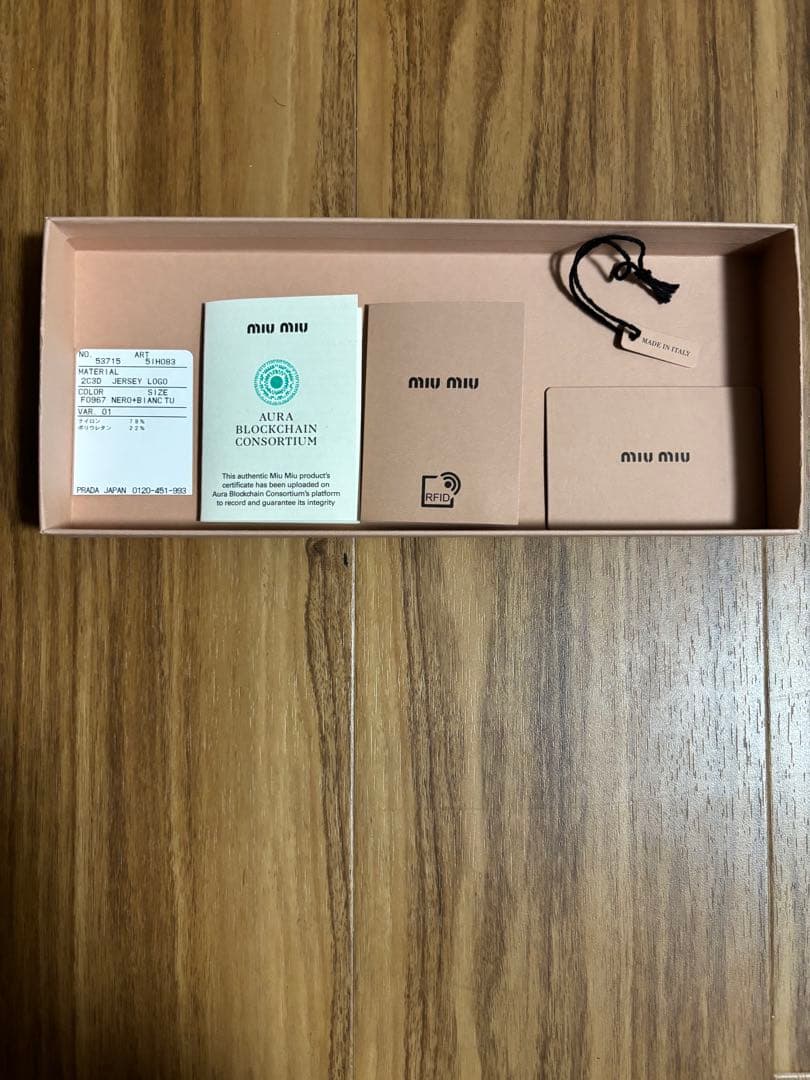 NO. ART
53715 5IH083
MATERIAL
2C3D JERSEY LOGO
COLOR SIZE
F0967 NERO+BIANC TU
VAR. 01
ナイロン 78%
ポリウレタン 22%
PRADA JAPAN 0120-451-993
miu miu
AURA
BLOCKCHAIN
CONSORTIUM
This authentic Miu Miu product's
certificate has been uploaded on
Aura Blockchain Consortium's platform
to record and guarantee its integrity
miu miu
RFID
MADE IN ITALY
miu miu